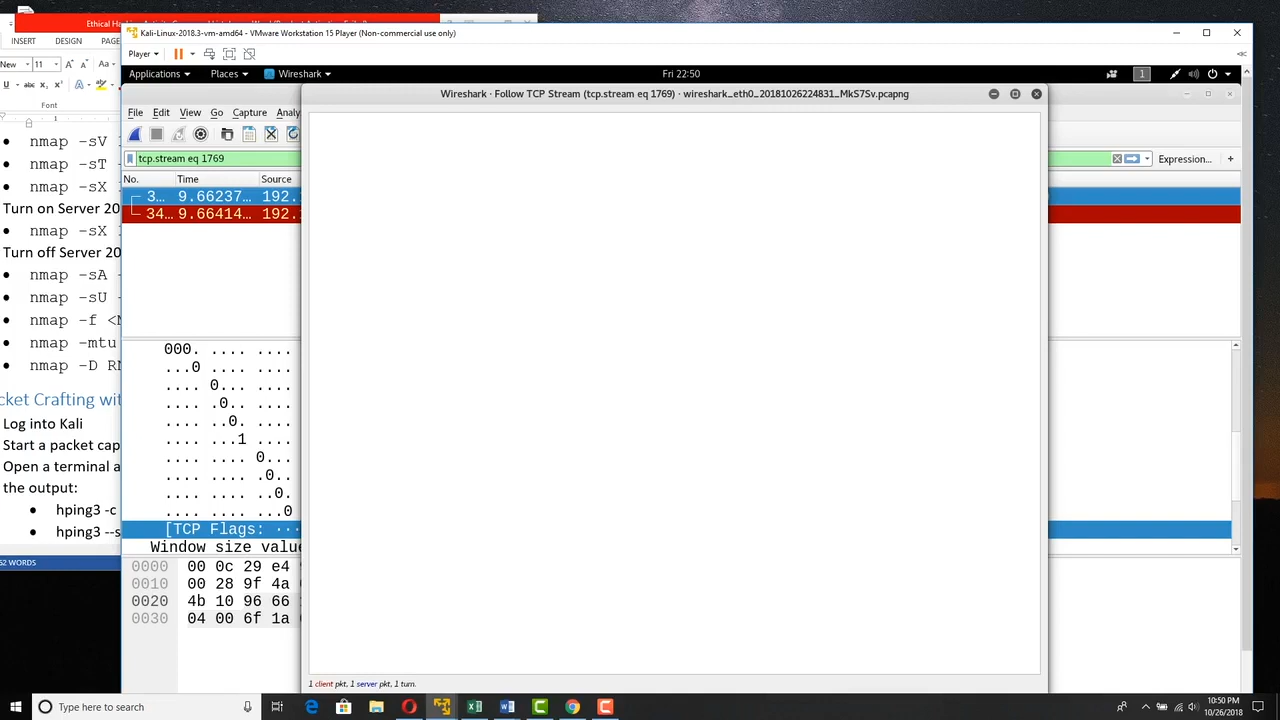 Kali-Linux-2018.3-vm-amd64 - VMware Workstation 15 Player (Non-commercial use only)
INSERT DESIGN PAGE
Player
New 11 Aa
Applications Places Wireshark Fri 22:50 1
Font
Wireshark · Follow TCP Stream (tcp.stream eq 1769) · wireshark_eth0_20181026224831_MkS7Sv.pcapng
File Edit View Go Capture Analy
tcp.stream eq 1769 Expression... +
No. Time Source
3... 9.66237... 192.
34... 9.66414... 192.
nmap –sV
nmap –sT
nmap –sX
Turn on Server 20
nmap –sX
Turn off Server 20
nmap –sA
nmap –sU
nmap –f <
nmap –mtu
nmap –D RN
cket Crafting wit
Log into Kali
Start a packet cap
Open a terminal a
the output:
hping3 -c
hping3 --s
62 WORDS
000. .... ....
...0 .... ....
.... 0... ....
.... .0.. ....
.... ..0. ....
.... ...1 ....
.... .... 0...
.... .... .0..
.... .... ..0.
.... .... ...0
[TCP Flags: ···
Window size value
0000 00 0c 29 e4
0010 00 28 9f 4a
0020 4b 10 96 66
0030 04 00 6f 1a
1 client pkt, 1 server pkt, 1 turn.
Type here to search
10:50 PM
10/26/2018